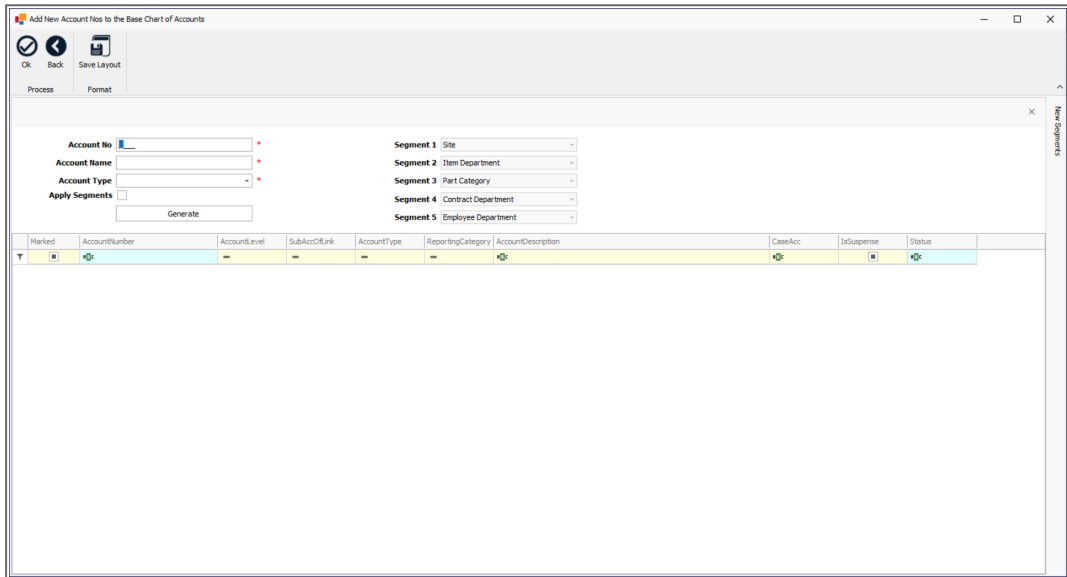 Add New Account Nos to the Base Chart of Accounts
Ok Back Save Layout
Process Format
New Segments
Account No ____ * Segment 1 Site
Account Name * Segment 2 Item Department
Account Type * Segment 3 Part Category
Apply Segments Segment 4 Contract Department
Generate Segment 5 Employee Department
Marked AccountNumber AccountLevel SubAccOfLink AccountType ReportingCategory AccountDescription CaseAcc IsSuspense Status